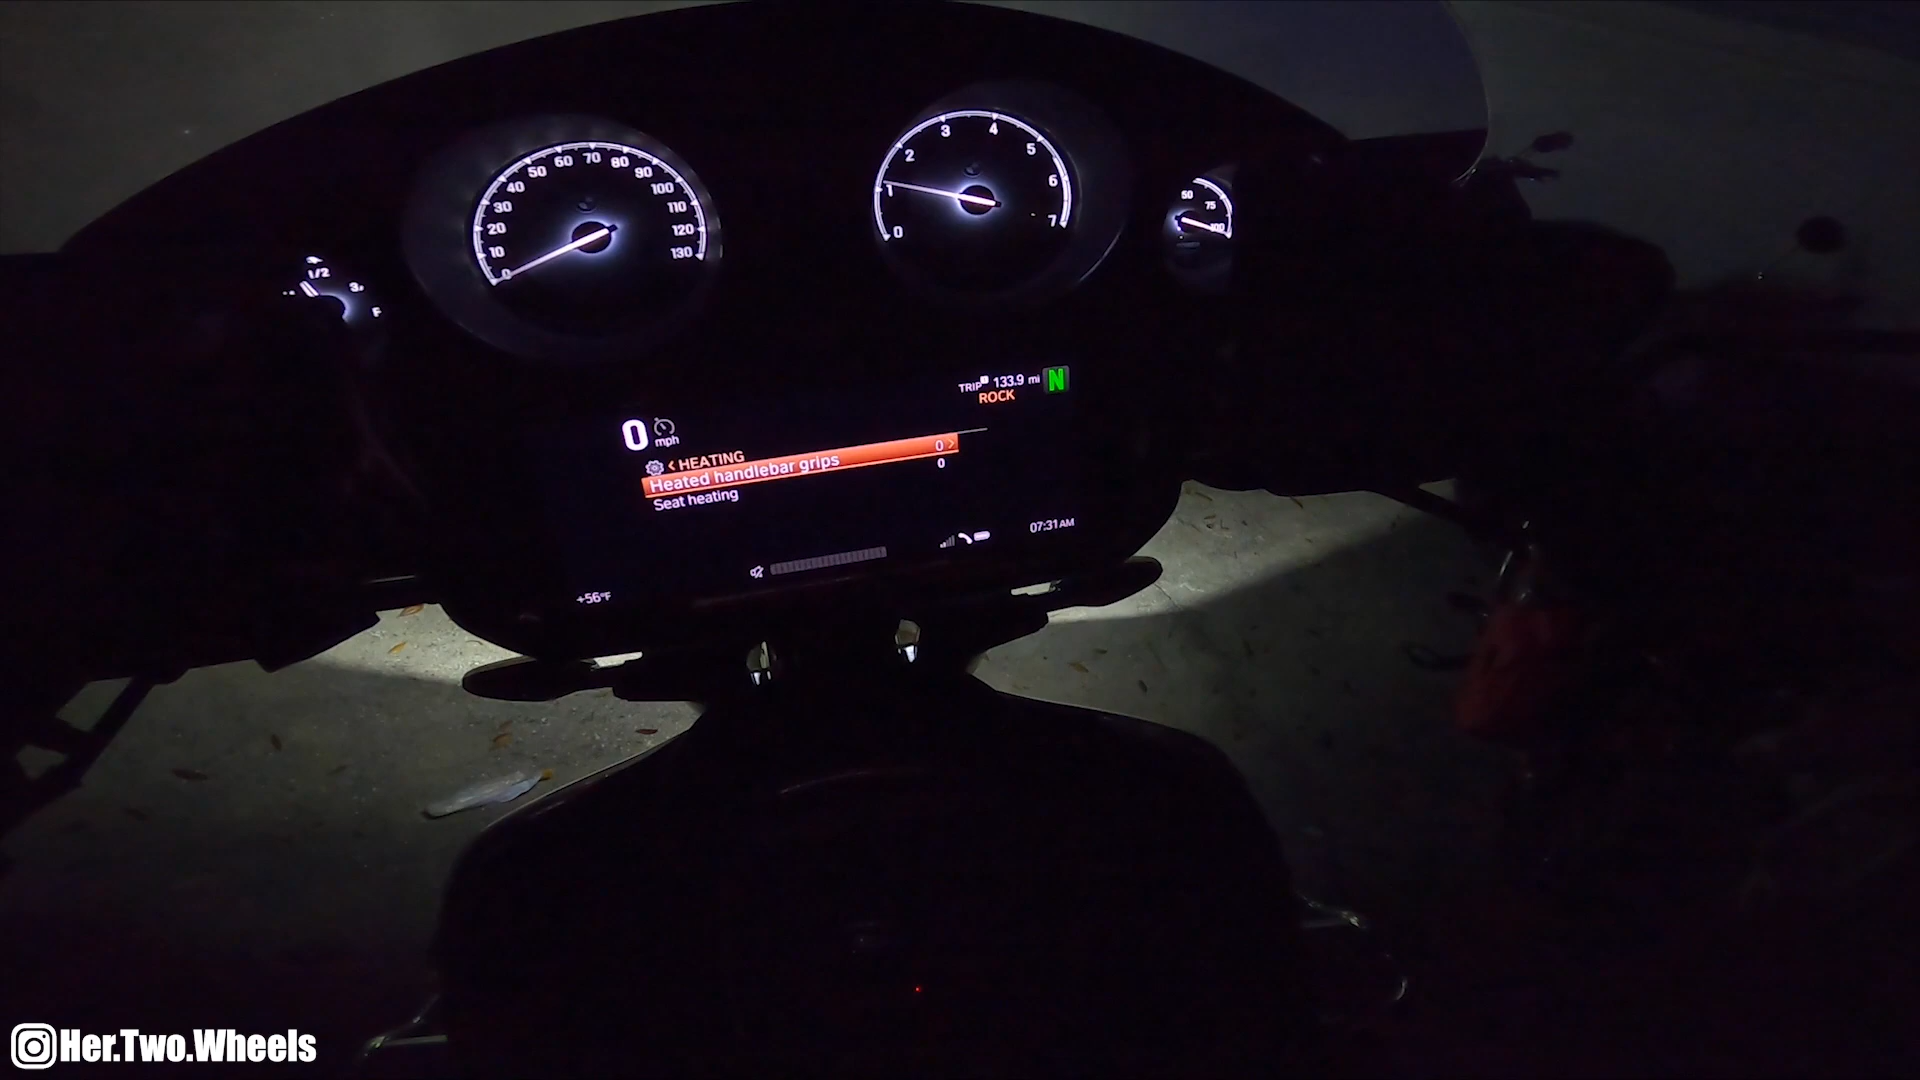 0 10 20 30 40 50 60 70 80 90 100 110 120 130
0 1 2 3 4 5 6 7
50 75 100
1/2 F
TRIP 133.9 mi N
ROCK
0 mph
< HEATING
Heated handlebar grips 0 >
Seat heating 0
07:31AM
+56°F
Her.Two.Wheels